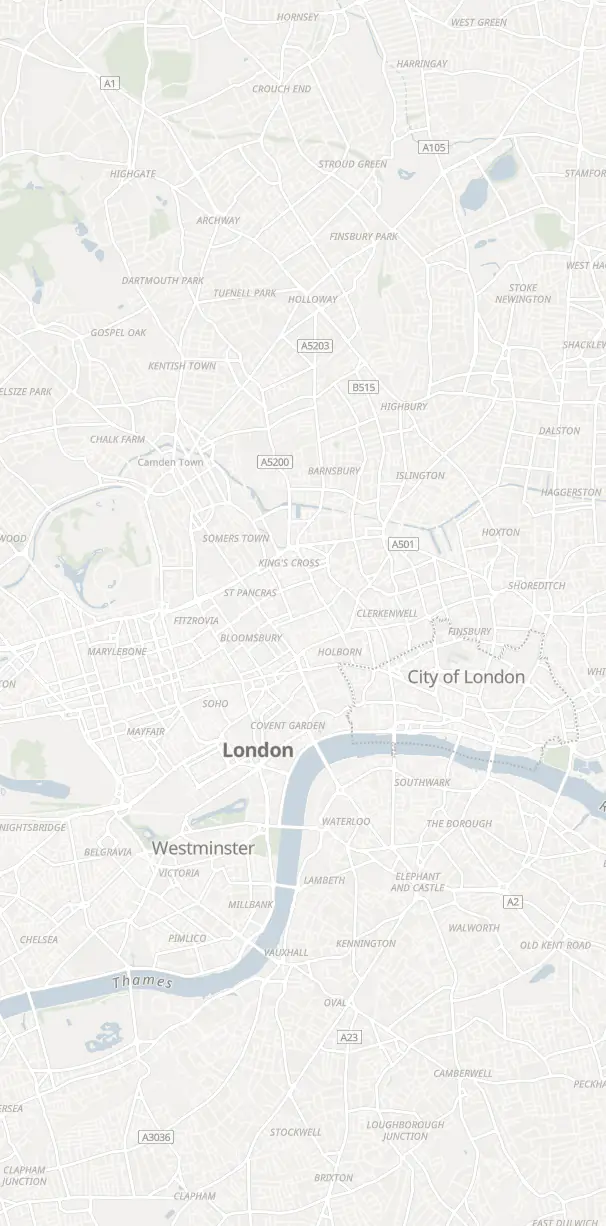 HORNSEY
WEST GREEN
HARRINGAY
A1
CROUCH END
A105
STROUD GREEN
HIGHGATE
STAMFOR
ARCHWAY
FINSBURY PARK
WEST HA
DARTMOUTH PARK
TUFNELL PARK
HOLLOWAY
STOKE
NEWINGTON
GOSPEL OAK
A5203
SHACKLEW
KENTISH TOWN
B515
ELSIZE PARK
HIGHBURY
CHALK FARM
DALSTON
Camden Town
A5200
BARNSBURY
ISLINGTON
HAGGERSTON
WOOD
SOMERS TOWN
HOXTON
A501
KING'S CROSS
ST PANCRAS
SHOREDITCH
CLERKENWELL
FITZROVIA
FINSBURY
BLOOMSBURY
MARYLEBONE
HOLBORN
City of London
WHI
TON
SOHO
MAYFAIR
COVENT GARDEN
London
SOUTHWARK
R
NIGHTSBRIDGE
WATERLOO
THE BOROUGH
BELGRAVIA
Westminster
VICTORIA
LAMBETH
ELEPHANT
AND CASTLE
A2
MILLBANK
WALWORTH
CHELSEA
PIMLICO
KENNINGTON
OLD KENT ROAD
VAUXHALL
Thames
OVAL
A23
CAMBERWELL
PECKHA
ERSEA
A3036
STOCKWELL
LOUGHBOROUGH
JUNCTION
CLAPHAM
JUNCTION
BRIXTON
CLAPHAM
EAST DULWICH